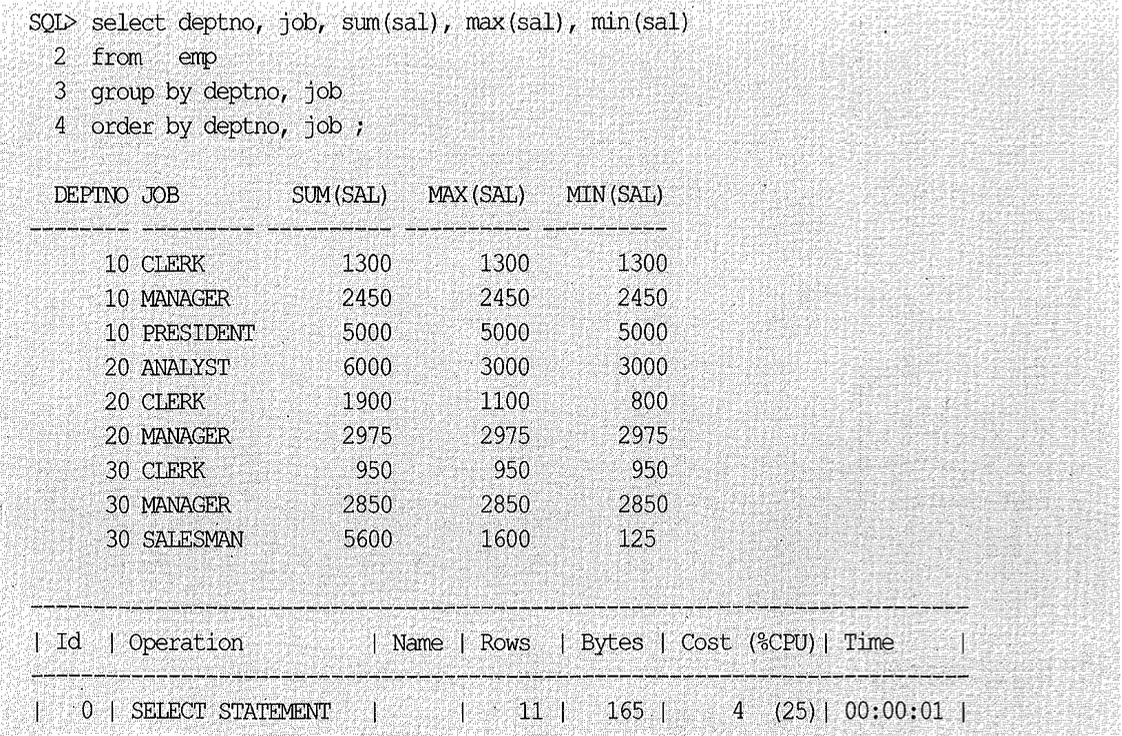 SQL> select deptno, job, sum(sal), max(sal), min(sal)
  2  from   emp
  3  group by deptno, job
  4  order by deptno, job ;
DEPTNO JOB SUM(SAL) MAX(SAL) MIN(SAL)
-------- --------- ---------- ---------- ----------
10 CLERK 1300 1300 1300
10 MANAGER 2450 2450 2450
10 PRESIDENT 5000 5000 5000
20 ANALYST 6000 3000 3000
20 CLERK 1900 1100 800
20 MANAGER 2975 2975 2975
30 CLERK 950 950 950
30 MANAGER 2850 2850 2850
30 SALESMAN 5600 1600 125
| Id | Operation | Name | Rows | Bytes | Cost (%CPU)| Time |
| 0 | SELECT STATEMENT | | 11 | 165 | 4 (25)| 00:00:01 |